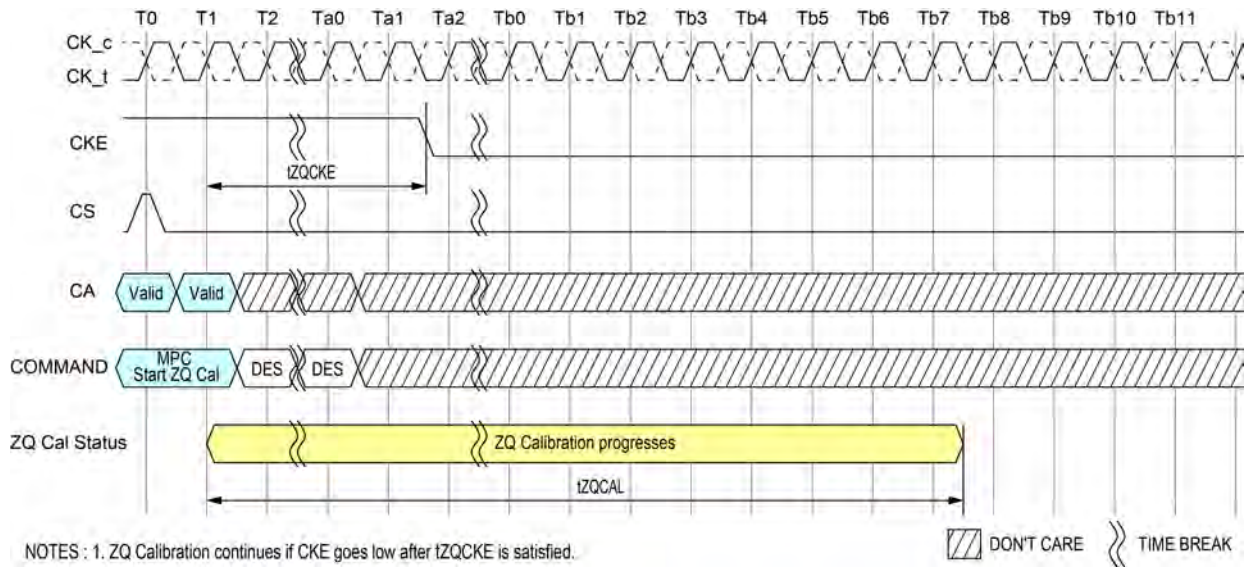 T0 T1 T2 Ta0 Ta1 Ta2 Tb0 Tb1 Tb2 Tb3 Tb4 Tb5 Tb6 Tb7 Tb8 Tb9 Tb10 Tb11
CK_c
CK_t
CKE
tZQCKE
CS
CA Valid Valid
COMMAND MPC Start ZQ Cal DES DES
ZQ Cal Status ZQ Calibration progresses
tZQCAL
NOTES : 1. ZQ Calibration continues if CKE goes low after tZQCKE is satisfied.
DON'T CARE TIME BREAK